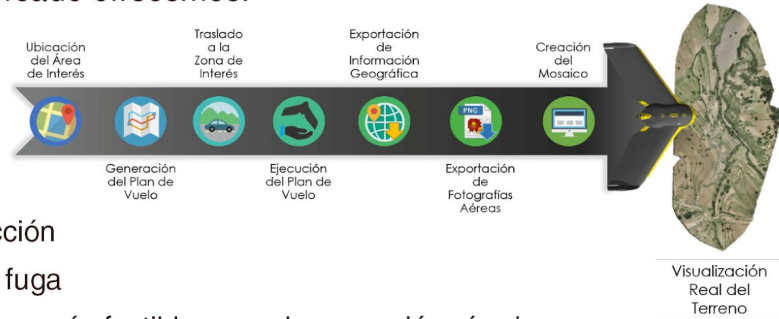 ofrecemos:
Ubicación
del Área
de Interés
Generación
del Plan de
Vuelo
Traslado
a la
Zona de
Interés
Ejecución
del Plan de
Vuelo
Exportación
de
Información
Geográfica
PNG
Exportación
de
Fotografías
Aéreas
Creación
del
Mosaico
Visualización
Real del
Terreno
fuga